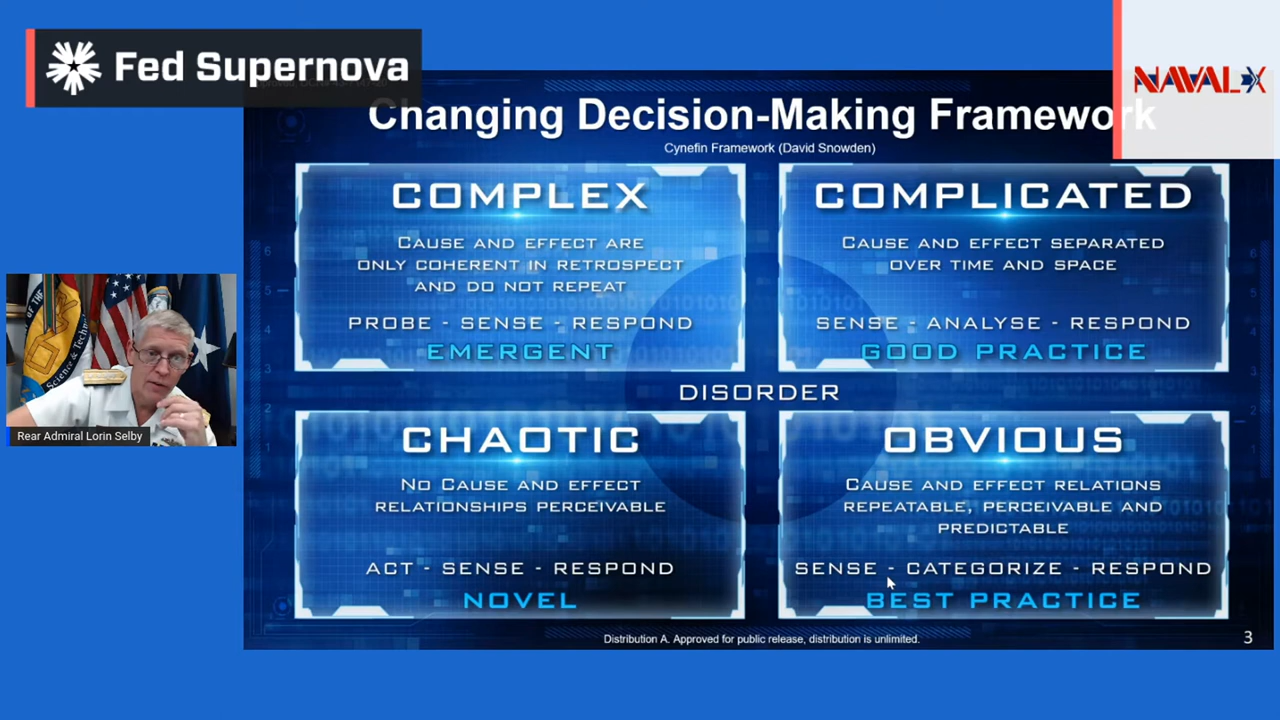 Fed Supernova
NAVALX
Changing Decision-Making Framework
Cynefin Framework (David Snowden)
COMPLEX
CAUSE AND EFFECT ARE
ONLY COHERENT IN RETROSPECT
AND DO NOT REPEAT
PROBE - SENSE - RESPOND
EMERGENT
COMPLICATED
CAUSE AND EFFECT SEPARATED
OVER TIME AND SPACE
SENSE - ANALYSE - RESPOND
GOOD PRACTICE
DISORDER
CHAOTIC
NO CAUSE AND EFFECT
RELATIONSHIPS PERCEIVABLE
ACT - SENSE - RESPOND
NOVEL
OBVIOUS
CAUSE AND EFFECT RELATIONS
REPEATABLE, PERCEIVABLE AND
PREDICTABLE
SENSE - CATEGORIZE - RESPOND
BEST PRACTICE
OF THE
Science & Techn
Rear Admiral Lorin Selby
Distribution A. Approved for public release, distribution is unlimited.
3